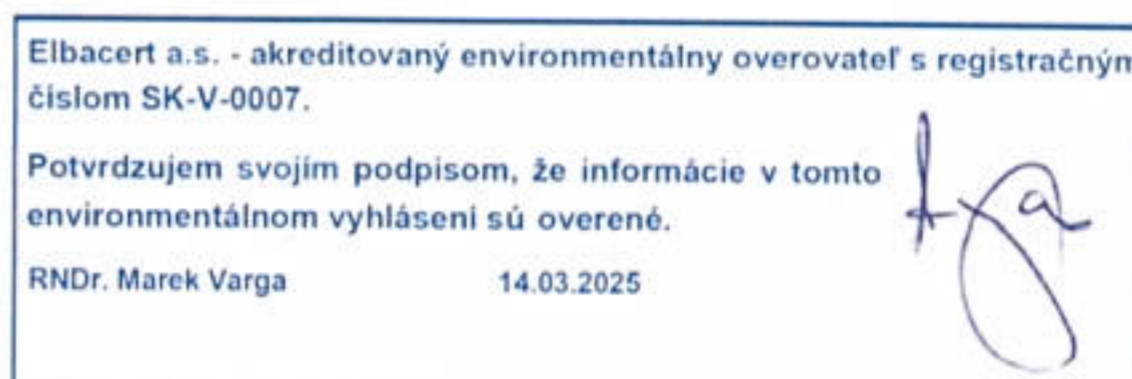 Elbacert a.s. - akreditovaný environmentálny overovateľ s registračným
číslom SK-V-0007.
Potvrdzujem svojím podpisom, že informácie v tomto
environmentálnom vyhlásení sú overené.
RNDr. Marek Varga 14.03.2025